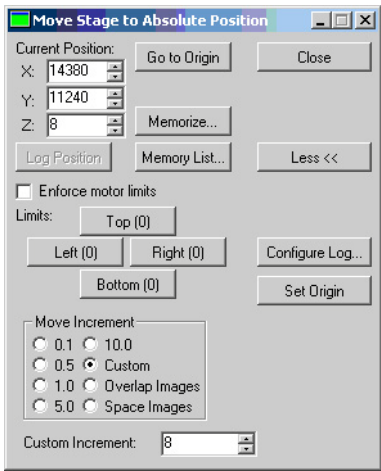 Move Stage to Absolute Position
Current Position:
X: 14380
Go to Origin
Close
Y: 11240
Z: 8
Memorize...
Log Position
Memory List...
Less <<
Enforce motor limits
Limits:
Top (0)
Left (0)
Right (0)
Configure Log...
Bottom (0)
Set Origin
Move Increment
0.1
10.0
0.5
Custom
1.0
Overlap Images
5.0
Space Images
Custom Increment: 8